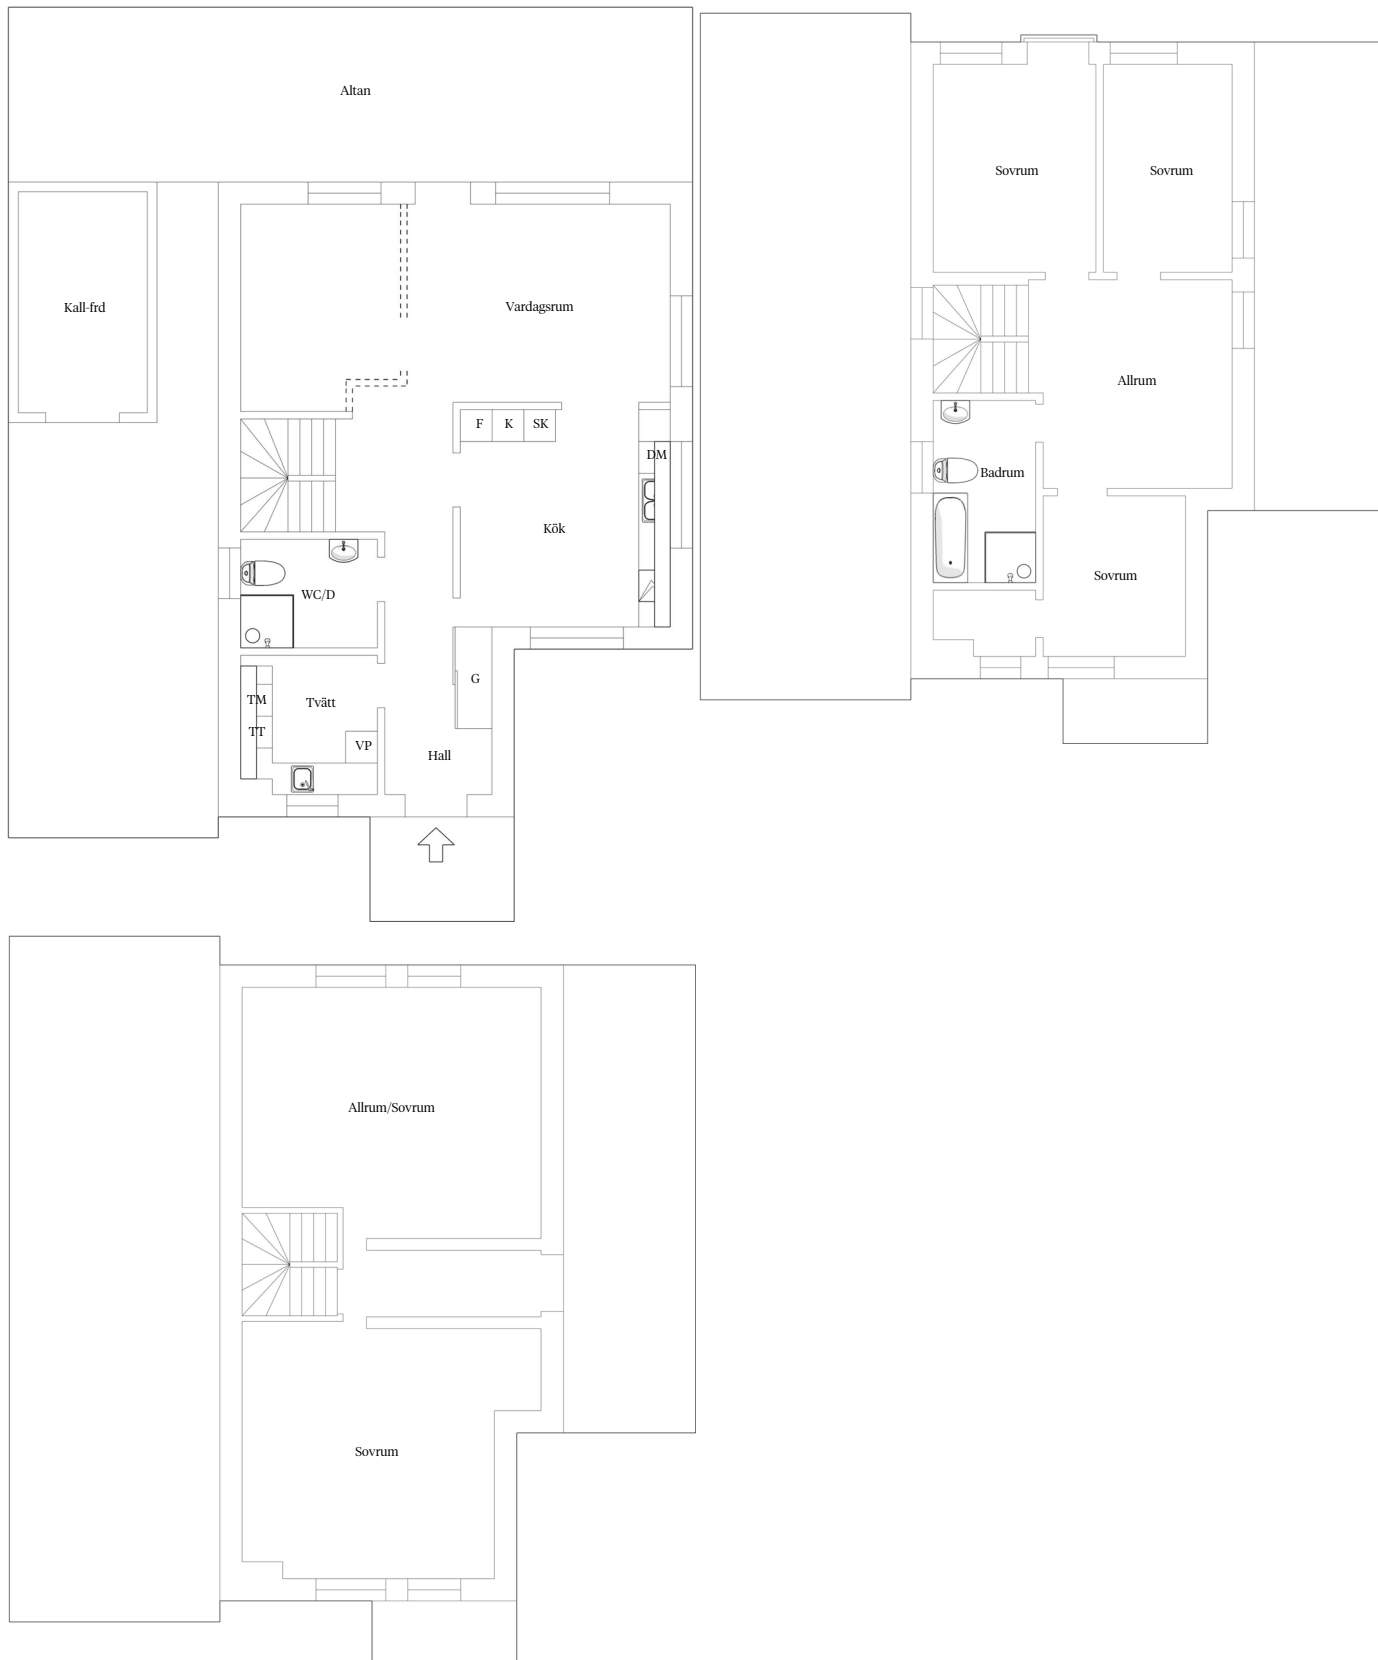 Altan
Kall-frd
Vardagsrum
F K SK
DM
Kök
WC/D
TM
TT
Tvätt
VP
G
Hall
Sovrum
Sovrum
Allrum
Badrum
Sovrum
Allrum/Sovrum
Sovrum